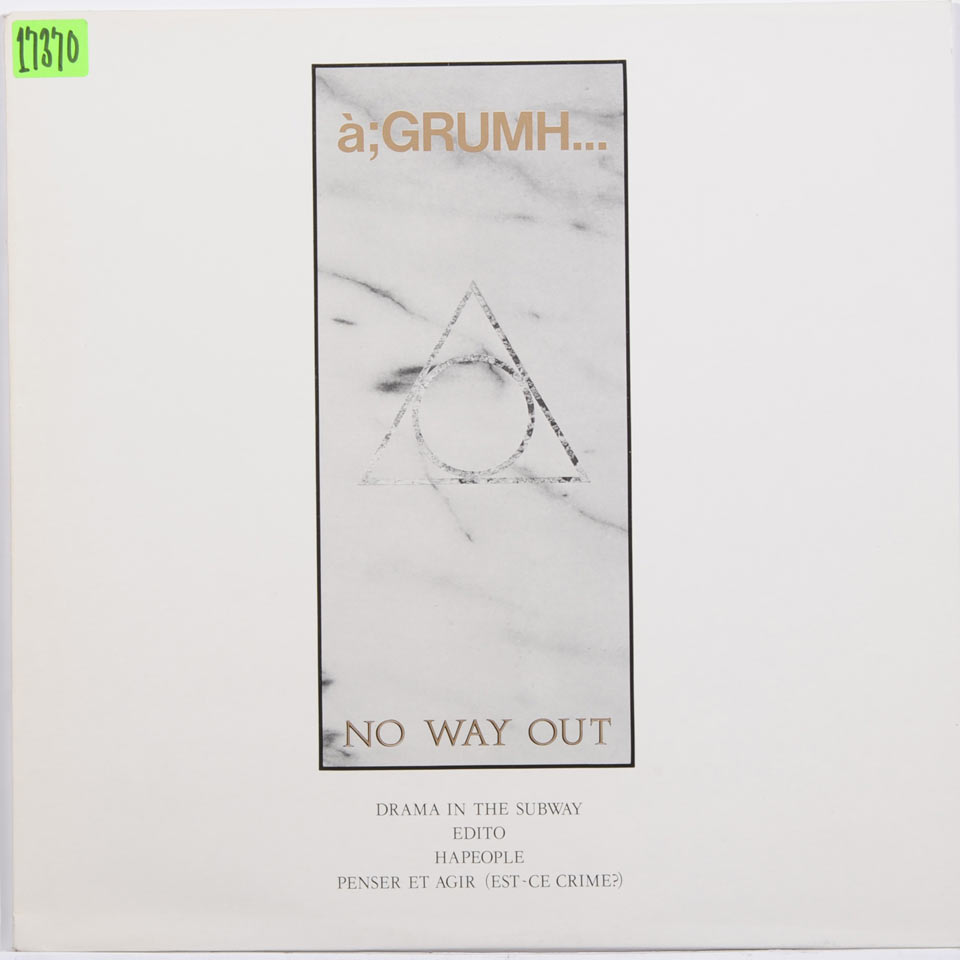 17370
à;GRUMH...
NO WAY OUT
DRAMA IN THE SUBWAY
EDITO
HAPEOPLE
PENSER ET AGIR (EST-CE CRIME?)